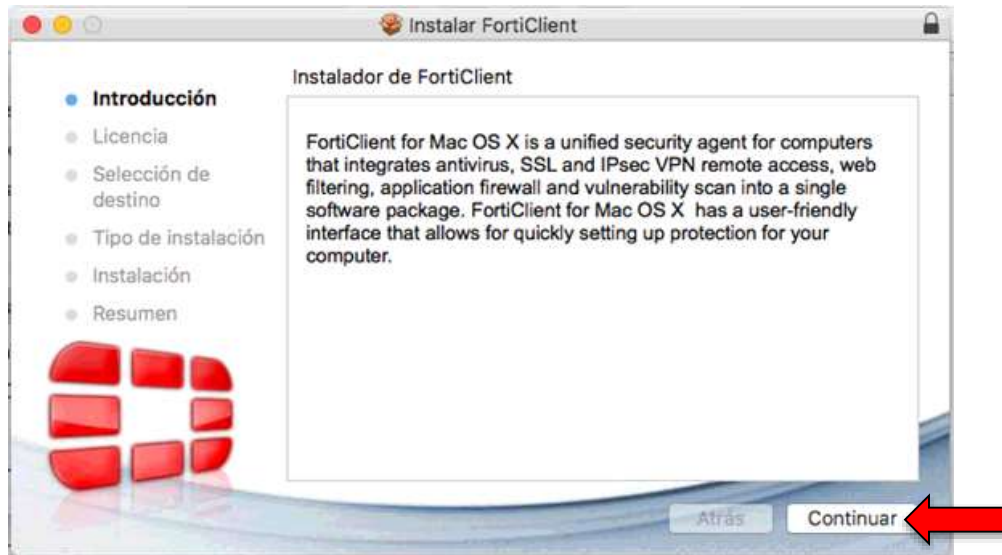 Instalar FortiClient
Instalador de FortiClient
Introducción
Licencia
Selección de
destino
Tipo de instalación
Instalación
Resumen
FortiClient for Mac OS X is a unified security agent for computers
that integrates antivirus, SSL and IPsec VPN remote access, web
filtering, application firewall and vulnerability scan into a single
software package. FortiClient for Mac OS X has a user-friendly
interface that allows for quickly setting up protection for your
computer.
Atrás
Continuar